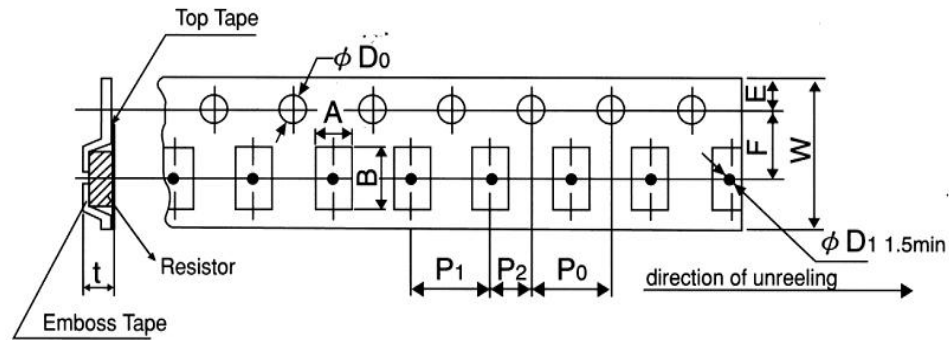 Top Tape
φ D0
A
B
E
F
W
φ D1 1.5min
t
Resistor
P1
P2
P0
direction of unreeling
Emboss Tape